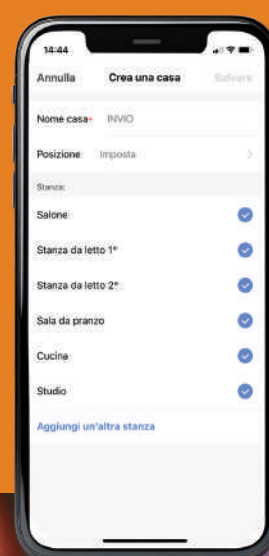 14:44
Annulla Crea una casa Salvare
Nome casa* INVIO
Posizione Imposta
Stanza:
Salone
Stanza da letto 1°
Stanza da letto 2°
Sala da pranzo
Cucina
Studio
Aggiungi un'altra stanza